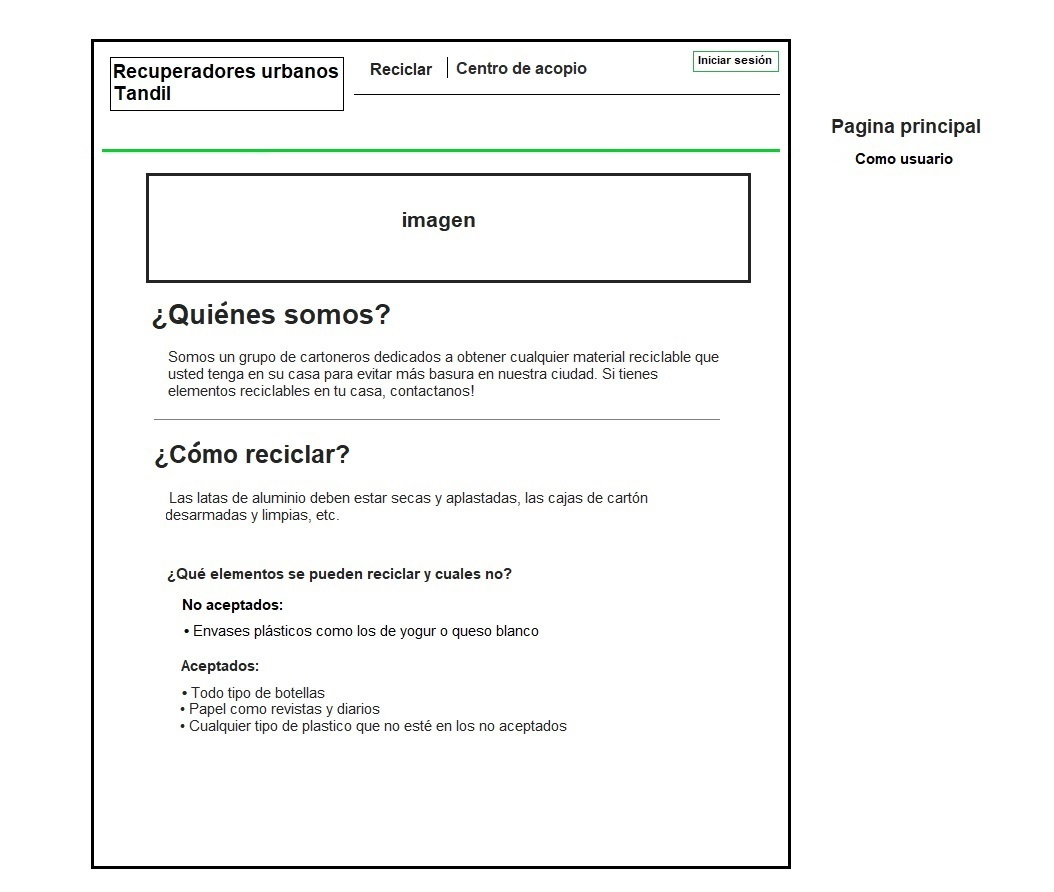 Recuperadores urbanos
Tandil
Reciclar
Centro de acopio
Iniciar sesión
Pagina principal
Como usuario
imagen
¿Quiénes somos?
Somos un grupo de cartoneros dedicados a obtener cualquier material reciclable que
usted tenga en su casa para evitar más basura en nuestra ciudad. Si tienes
elementos reciclables en tu casa, contactanos!
¿Cómo reciclar?
Las latas de aluminio deben estar secas y aplastadas, las cajas de cartón
desarmadas y limpias, etc.
¿Qué elementos se pueden reciclar y cuales no?
No aceptados:
• Envases plásticos como los de yogur o queso blanco
Aceptados:
• Todo tipo de botellas
• Papel como revistas y diarios
• Cualquier tipo de plastico que no esté en los no aceptados